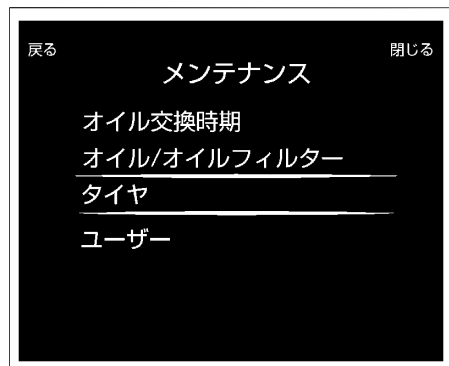 戻る
閉じる
メンテナンス
オイル交換時期
オイル/オイルフィルター
タイヤ
ユーザー